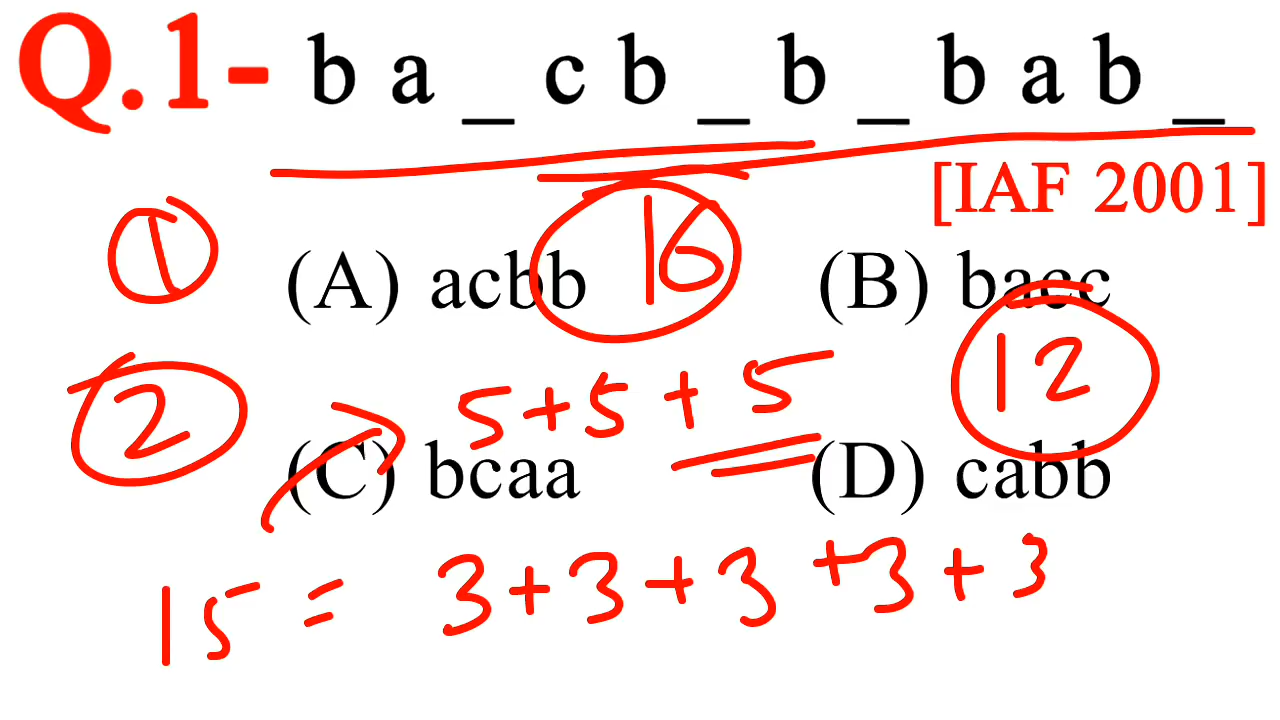 Q.1- b a _ c b _ b _ b a b _
[IAF 2001]
1
(A) acbb 16 (B) bacc
2 5+5+5 12
(C) bcaa (D) cabb
15 = 3+3+3+3+3